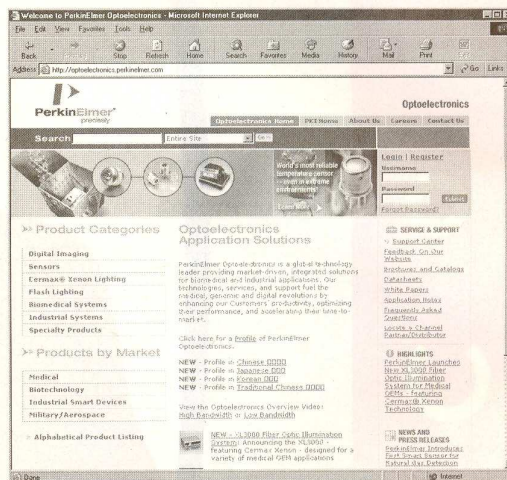 Welcome to PerkinElmer Optoelectronics - Microsoft Internet Explorer
File Edit View Favorites Tools Help
Back Stop Refresh Home Search Favorites Media History Mail Print
Address http://optoelectronics.perkinelmer.com Go Links
PerkinElmer
precisely
Optoelectronics
Optoelectronics Home PKI Home About Us Careers Contact Us
Search Entire Site Go
World's most reliable
temperature sensor
- even in extreme
environments!
Learn More
Login | Register
Username
Password
Submit
Forgot Password?
Product Categories
Digital Imaging
Sensors
Cermax® Xenon Lighting
Flash Lighting
Biomedical Systems
Industrial Systems
Specialty Products
Products by Market
Medical
Biotechnology
Industrial Smart Devices
Military/Aerospace
Alphabetical Product Listing
Optoelectronics
Application Solutions
PerkinElmer Optoelectronics is a global technology
leader providing market-driven, integrated solutions
for biomedical and industrial applications. Our
technologies, services, and support fuel the
medical, genomic and digital revolutions by
enhancing our Customers' productivity, optimizing
their performance, and accelerating their time-to-
market.
Click here for a Profile of PerkinElmer
Optoelectronics.
NEW - Profile in Chinese □□□□
NEW - Profile in Japanese □□□
NEW - Profile in Korean □□□
NEW - Profile in Traditional Chinese □□□□
View the Optoelectronics Overview Video:
High Bandwidth or Low Bandwidth
NEW - XL3000 Fiber Optic Illumination
System: Announcing the XL3000 -
featuring Cermax Xenon - designed for a
variety of medical OEM applications
SERVICE & SUPPORT
Support Center
Feedback On Our
Website
Brochures and Catalogs
Datasheets
White Papers
Application Notes
Frequently Asked
Questions
Locate a Channel
Partner/Distributor
HIGHLIGHTS
PerkinElmer Launches
New XL3000 Fiber
Optic Illumination
System for Medical
OEMs - featuring
Cermax® Xenon
Technology
NEWS AND
PRESS RELEASES
PerkinElmer Introduces
First Smart Sensor for
Natural Gas Detection
Done Internet